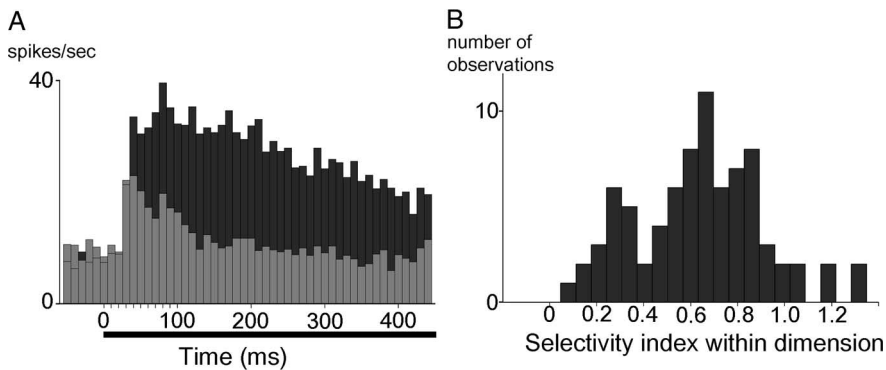 A
spikes/sec
40
0
0 100 200 300 400
Time (ms)
B
number of
observations
10
0
0 0.2 0.4 0.6 0.8 1.0 1.2
Selectivity index within dimension